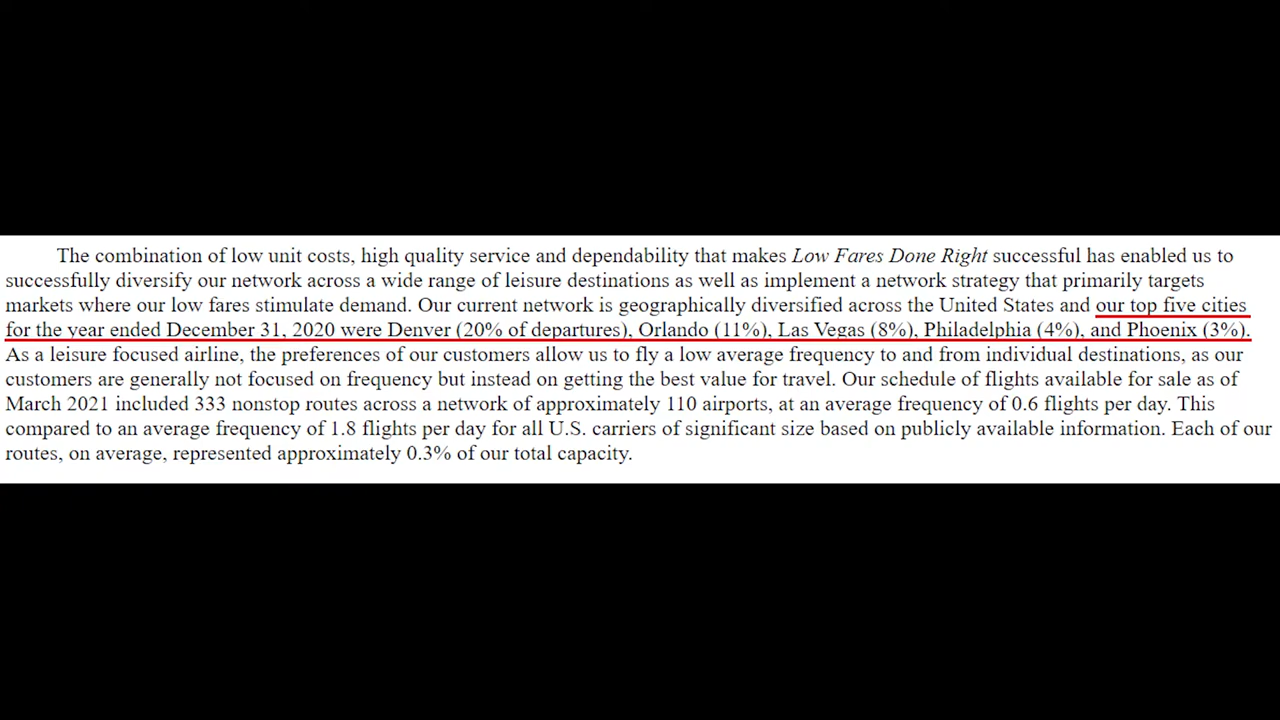 The combination of low unit costs, high quality service and dependability that makes Low Fares Done Right successful has enabled us to
successfully diversify our network across a wide range of leisure destinations as well as implement a network strategy that primarily targets
markets where our low fares stimulate demand. Our current network is geographically diversified across the United States and our top five cities
for the year ended December 31, 2020 were Denver (20% of departures), Orlando (11%), Las Vegas (8%), Philadelphia (4%), and Phoenix (3%).
As a leisure focused airline, the preferences of our customers allow us to fly a low average frequency to and from individual destinations, as our
customers are generally not focused on frequency but instead on getting the best value for travel. Our schedule of flights available for sale as of
March 2021 included 333 nonstop routes across a network of approximately 110 airports, at an average frequency of 0.6 flights per day. This
compared to an average frequency of 1.8 flights per day for all U.S. carriers of significant size based on publicly available information. Each of our
routes, on average, represented approximately 0.3% of our total capacity.